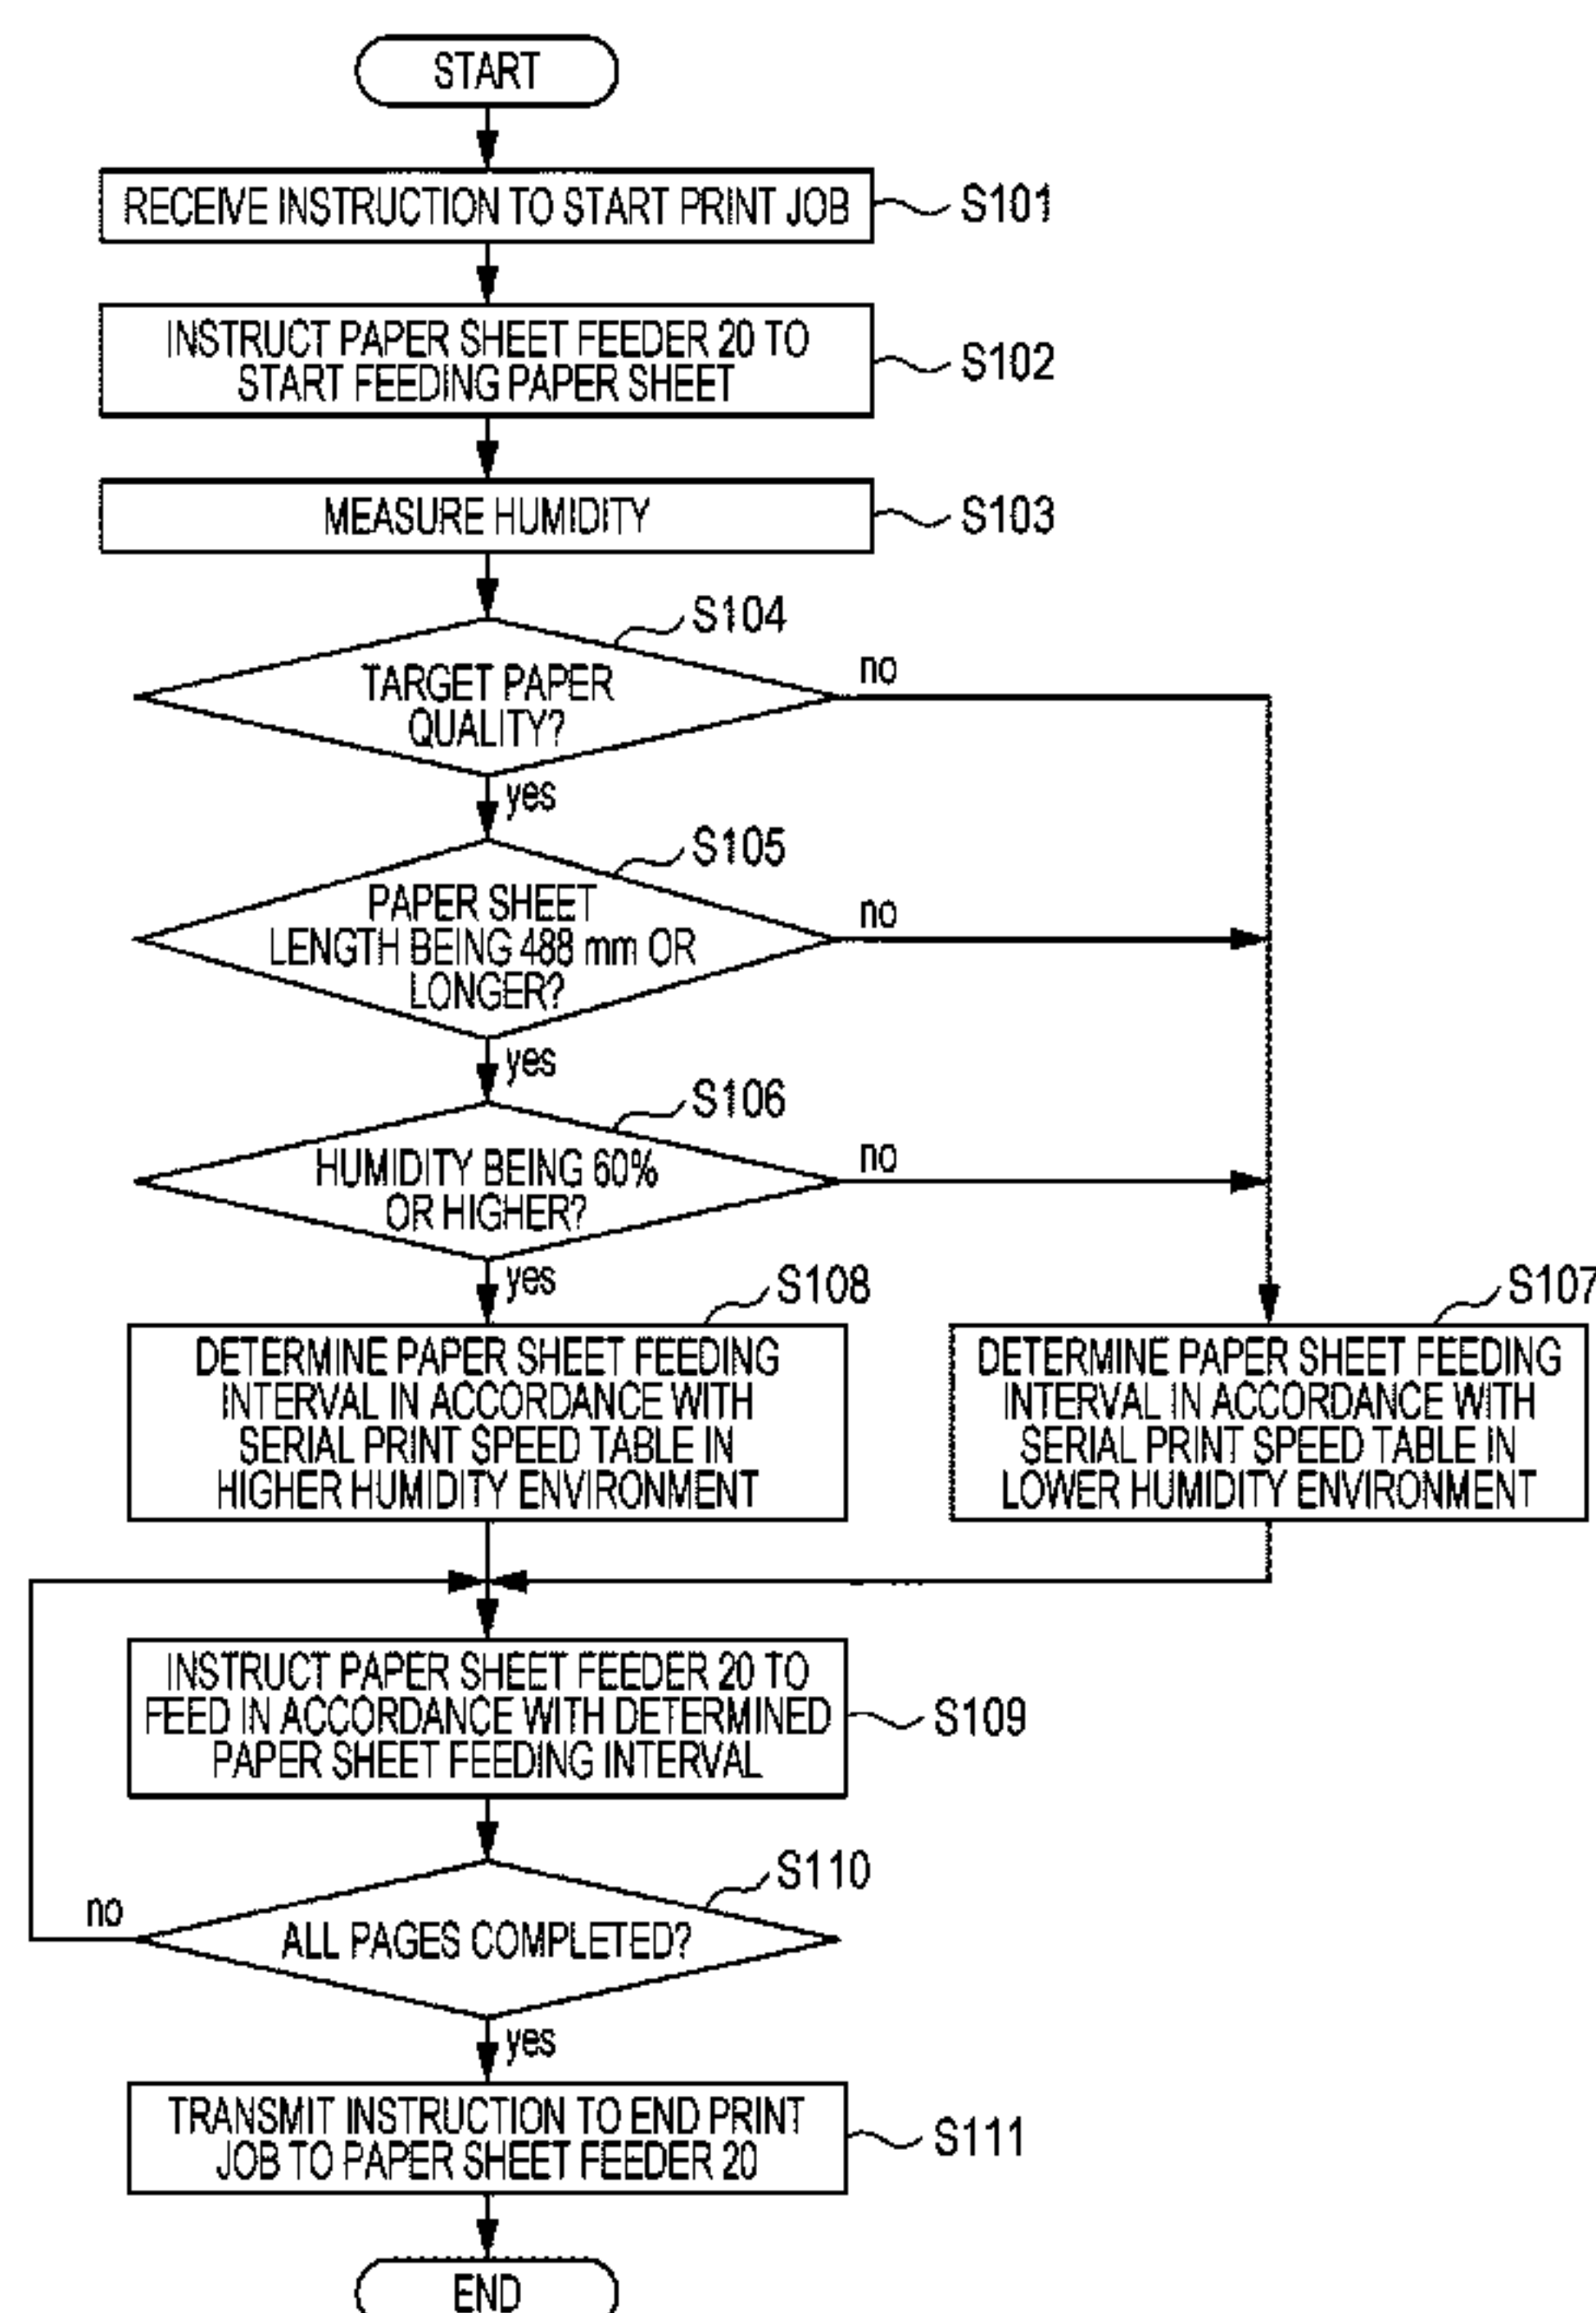 START
RECEIVE INSTRUCTION TO START PRINT JOB
S101
INSTRUCT PAPER SHEET FEEDER 20 TO
START FEEDING PAPER SHEET
S102
MEASURE HUMIDITY
S103
S104
TARGET PAPER
QUALITY?
no
yes
S105
PAPER SHEET
LENGTH BEING 488 mm OR
LONGER?
no
yes
S106
HUMIDITY BEING 60%
OR HIGHER?
no
yes
S108
DETERMINE PAPER SHEET FEEDING
INTERVAL IN ACCORDANCE WITH
SERIAL PRINT SPEED TABLE IN
HIGHER HUMIDITY ENVIRONMENT
S107
DETERMINE PAPER SHEET FEEDING
INTERVAL IN ACCORDANCE WITH
SERIAL PRINT SPEED TABLE IN
LOWER HUMIDITY ENVIRONMENT
INSTRUCT PAPER SHEET FEEDER 20 TO
FEED IN ACCORDANCE WITH DETERMINED
PAPER SHEET FEEDING INTERVAL
S109
S110
ALL PAGES COMPLETED?
no
yes
TRANSMIT INSTRUCTION TO END PRINT
JOB TO PAPER SHEET FEEDER 20
S111
END